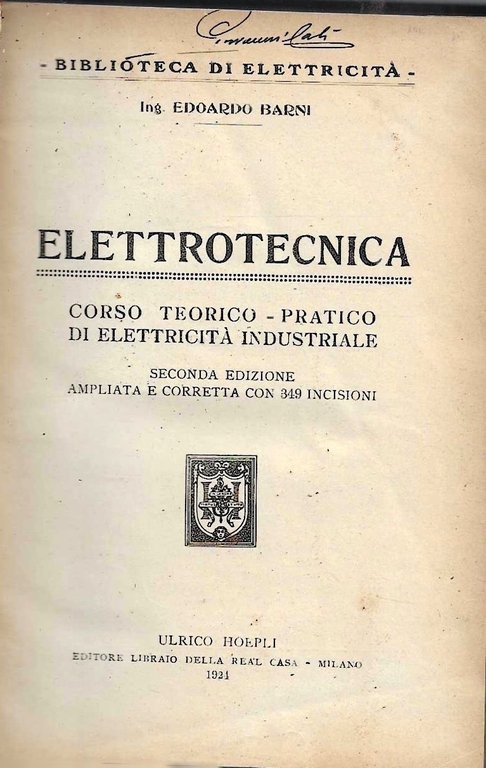 - BIBLIOTECA DI ELETTRICITÀ -
Ing. EDOARDO BARNI
ELETTROTECNICA
CORSO TEORICO - PRATICO
DI ELETTRICITÀ INDUSTRIALE
SECONDA EDIZIONE
AMPLIATA E CORRETTA CON 349 INCISIONI
ULRICO HOEPLI
EDITORE LIBRAIO DELLA REAL CASA - MILANO
1924